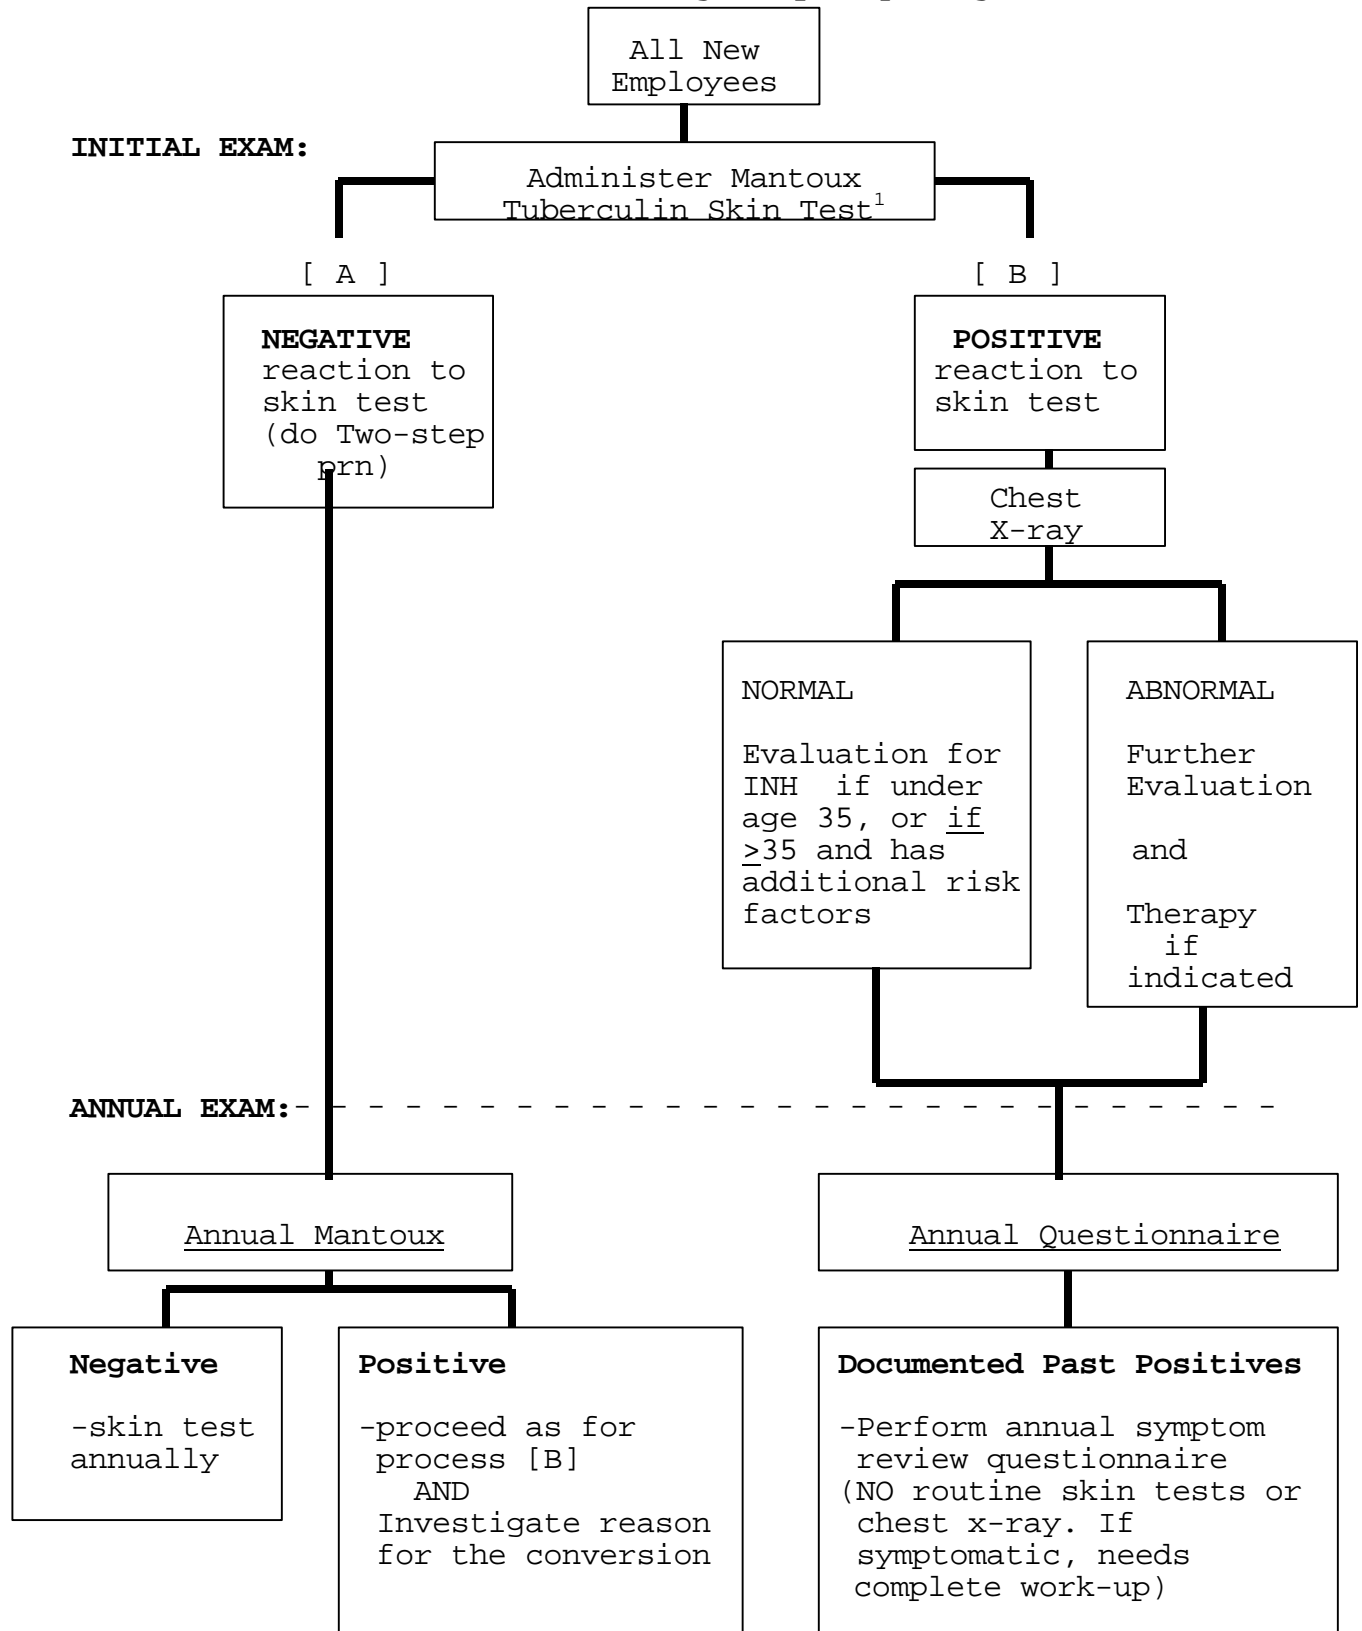 All New
Employees
INITIAL EXAM:
Administer Mantoux
Tuberculin Skin Test1
[ A ]
[ B ]
NEGATIVE
reaction to
skin test
(do Two-step
prn)
POSITIVE
reaction to
skin test
Chest
X-ray
NORMAL
Evaluation for
INH if under
age 35, or if
>35 and has
additional risk
factors
ABNORMAL
Further
Evaluation
and
Therapy
if
indicated
ANNUAL EXAM:- - - - - - - - - - - - - - - - - - - - - - - - - - -
Annual Mantoux
Annual Questionnaire
Negative
-skin test
annually
Positive
-proceed as for
process [B]
AND
Investigate reason
for the conversion
Documented Past Positives
-Perform annual symptom
review questionnaire
(NO routine skin tests or
chest x-ray. If
symptomatic, needs
complete work-up)